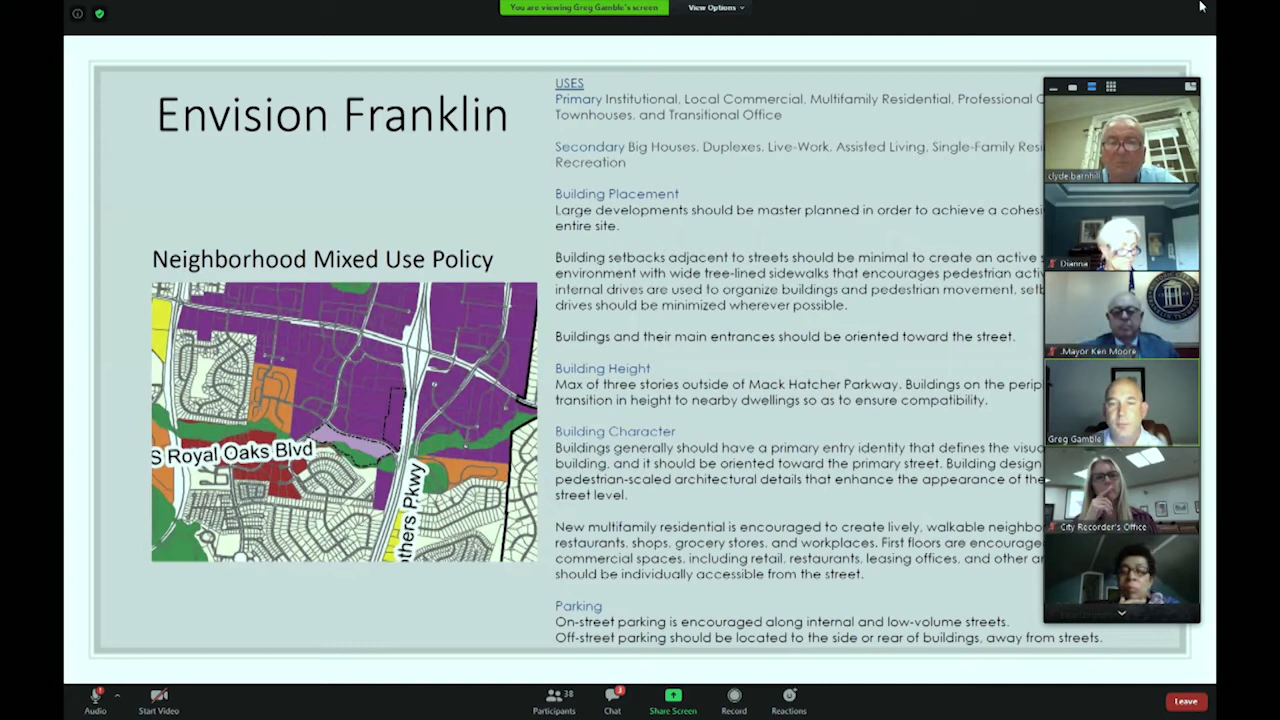 You are viewing Greg Gamble's screen
View Options
Envision Franklin
Neighborhood Mixed Use Policy
S Royal Oaks Blvd
thers Pkwy
USES
Primary Institutional, Local Commercial, Multifamily Residential, Professional O
Townhouses, and Transitional Office
Secondary Big Houses, Duplexes, Live-Work, Assisted Living, Single-Family Resi
Recreation
Building Placement
Large developments should be master planned in order to achieve a cohesi
entire site.
Building setbacks adjacent to streets should be minimal to create an active s
environment with wide tree-lined sidewalks that encourages pedestrian acti
internal drives are used to organize buildings and pedestrian movement, setb
drives should be minimized wherever possible.
Buildings and their main entrances should be oriented toward the street.
Building Height
Max of three stories outside of Mack Hatcher Parkway. Buildings on the perip
transition in height to nearby dwellings so as to ensure compatibility.
Building Character
Buildings generally should have a primary entry identity that defines the visu
building, and it should be oriented toward the primary street. Building design
pedestrian-scaled architectural details that enhance the appearance of the
street level.
New multifamily residential is encouraged to create lively, walkable neighbo
restaurants, shops, grocery stores, and workplaces. First floors are encourage
commercial spaces, including retail, restaurants, leasing offices, and other a
should be individually accessible from the street.
Parking
On-street parking is encouraged along internal and low-volume streets.
Off-street parking should be located to the side or rear of buildings, away from streets.
clyde.barnhill
Dianna
.Mayor Ken Moore
Greg Gamble
City Recorder's Office
Audio
Start Video
Participants
38
Chat
3
Share Screen
Record
Reactions
Leave